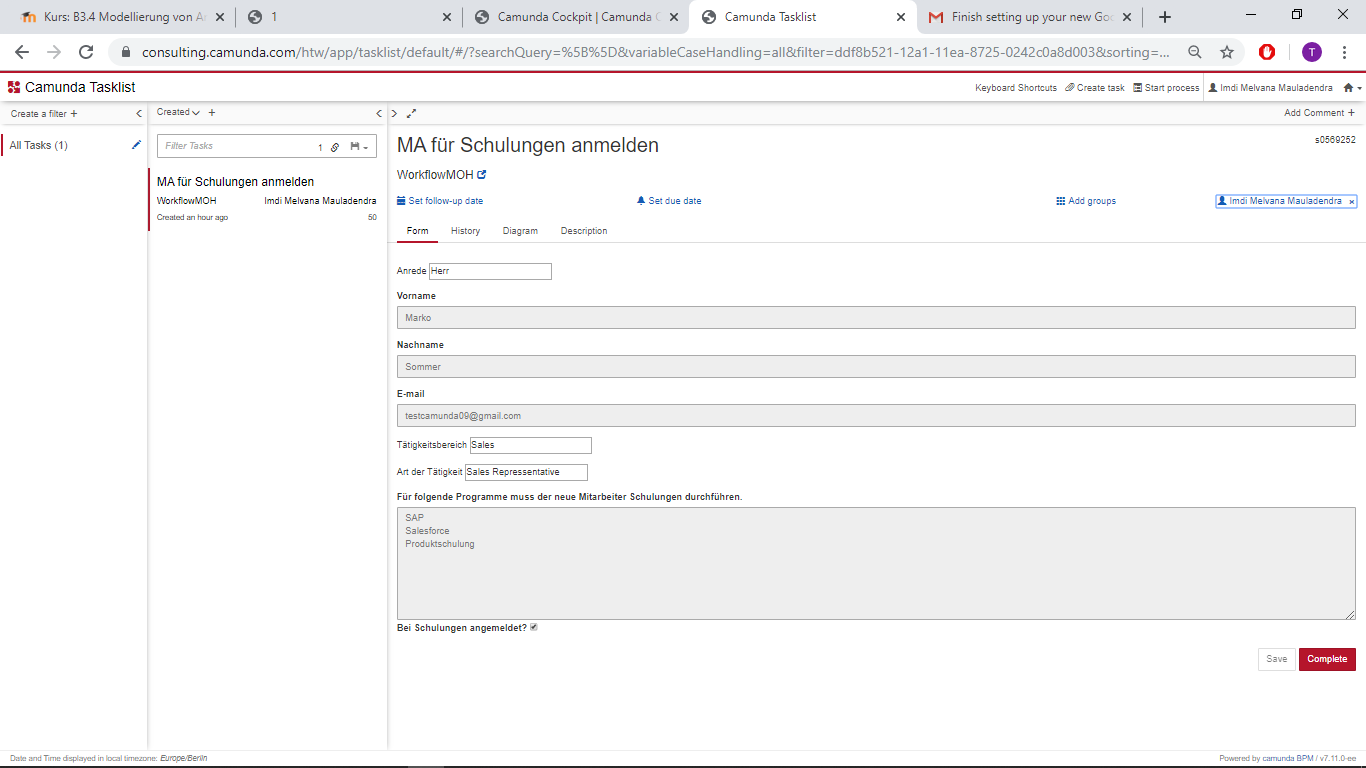 Kurs: B3.4 Modellierung von A
1
Camunda Cockpit | Camunda C
Camunda Tasklist
Finish setting up your new Goo
consulting.camunda.com/htw/app/tasklist/default/#/?searchQuery=%5B%5D&variableCaseHandling=all&filter=ddf8b521-12a1-11ea-8725-0242c0a8d003&sorting=...
T
Camunda Tasklist
Keyboard Shortcuts
Create task
Start process
Imdi Melvana Mauladendra
Create a filter +
Created
Add Comment +
All Tasks (1)
Filter Tasks
1
MA für Schulungen anmelden
WorkflowMOH
Imdi Melvana Mauladendra
Created an hour ago
50
MA für Schulungen anmelden
s0569252
WorkflowMOH
Set follow-up date
Set due date
Add groups
Imdi Melvana Mauladendra ×
Form
History
Diagram
Description
Anrede Herr
Vorname
Marko
Nachname
Sommer
E-mail
testcamunda09@gmail.com
Tätigkeitsbereich Sales
Art der Tätigkeit Sales Repressentative
Für folgende Programme muss der neue Mitarbeiter Schulungen durchführen.
SAP
Salesforce
Produktschulung
Bei Schulungen angemeldet?
Save
Complete
Date and Time displayed in local timezone: Europe/Berlin
Powered by camunda BPM / v7.11.0-ee